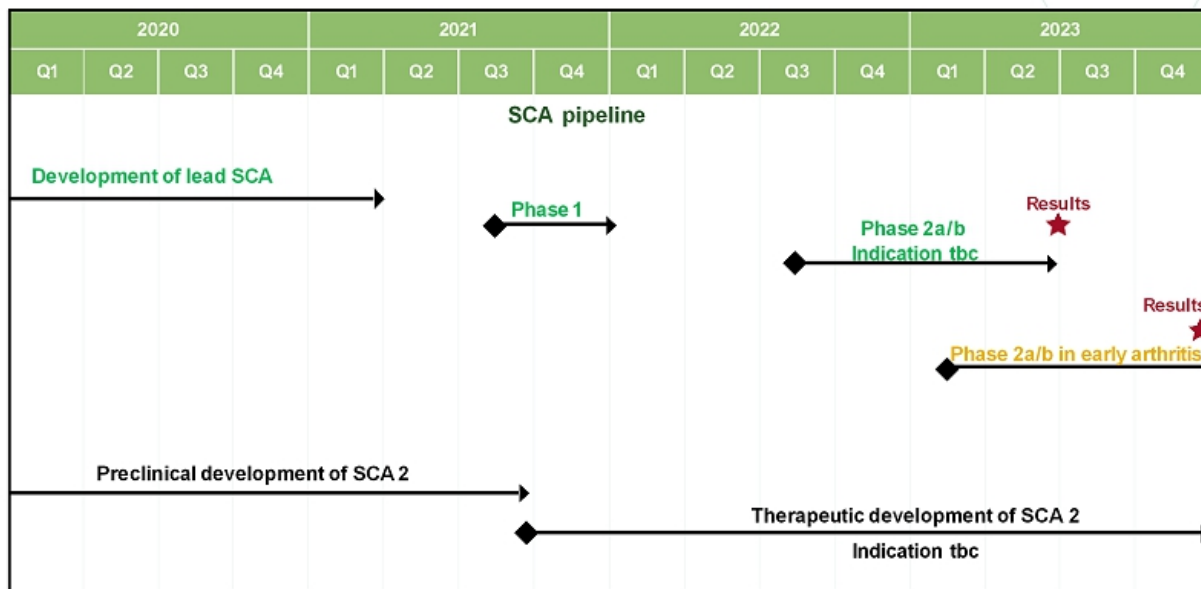 2020 2021 2022 2023
Q1 Q2 Q3 Q4 Q1 Q2 Q3 Q4 Q1 Q2 Q3 Q4 Q1 Q2 Q3 Q4
SCA pipeline
Development of lead SCA
Phase 1
Results
Phase 2a/b
Indication tbc
Results
Phase 2a/b in early arthritis
Preclinical development of SCA 2
Therapeutic development of SCA 2
Indication tbc